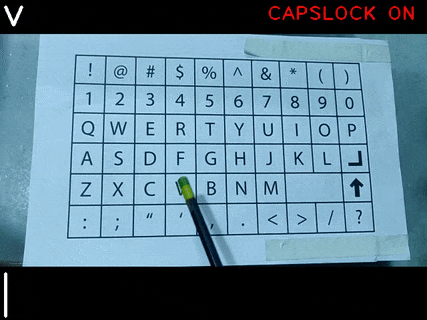 V CAPSLOCK ON
! @ # $ % ^ & * ( )
1 2 3 4 5 6 7 8 9 0
Q W E R T Y U I O P
A S D F G H J K L
Z X C B N M
: ; “ ‘ , . < > / ?